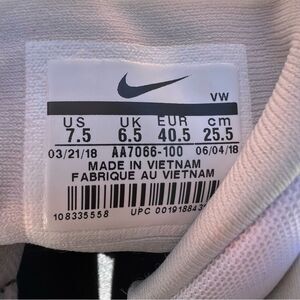 VW
US UK EUR cm
7.5 6.5 40.5 25.5
03/21/18 AA7066-100 06/04/18
MADE IN VIETNAM
FABRIQUE AU VIETNAM
108335558 UPC